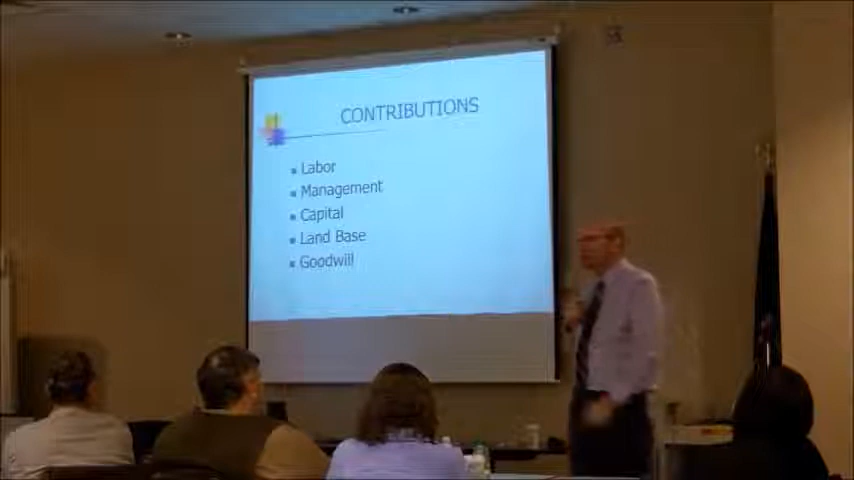 CONTRIBUTIONS
Labor
Management
Capital
Land Base
Goodwill